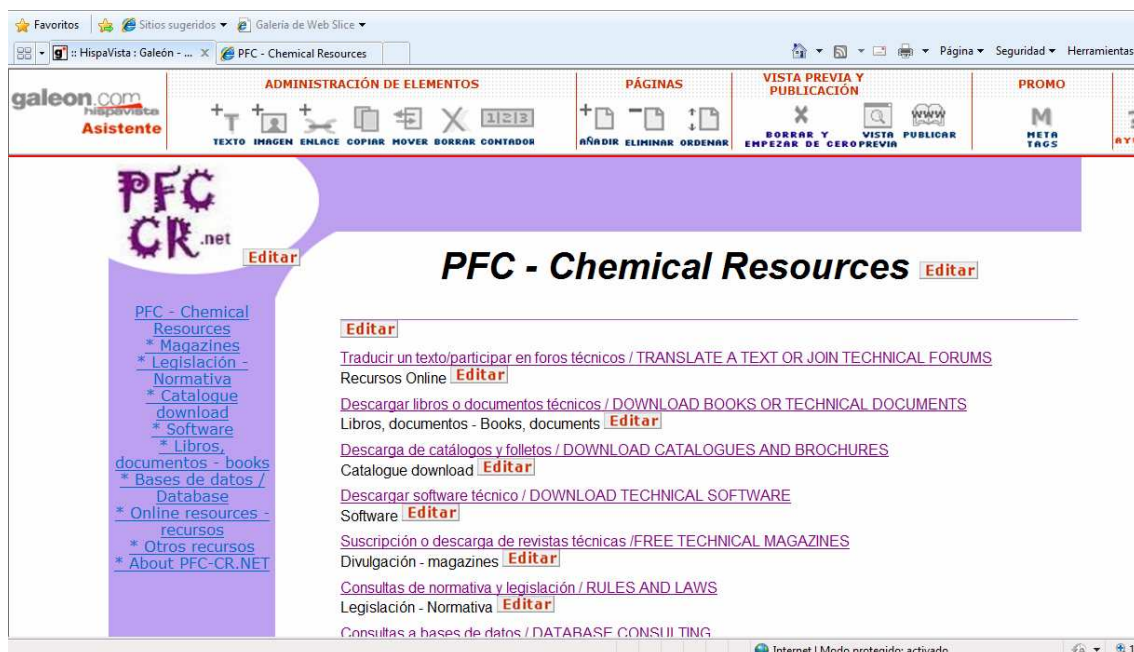 Favoritos Sitios sugeridos Galería de Web Slice
:: HispaVista : Galeón - ... X PFC - Chemical Resources Página Seguridad Herramientas
ADMINISTRACIÓN DE ELEMENTOS PÁGINAS VISTA PREVIA Y PUBLICACIÓN PROMO
galeon.com
hispavista
Asistente
TEXTO IMAGEN ENLACE COPIAR MOVER BORRAR CONTADOR AÑADIR ELIMINAR ORDENAR BORRAR Y EMPEZAR DE CERO VISTA PREVIA PUBLICAR META TAGS
PFC
CR.net
Editar
PFC - Chemical Resources Editar
PFC - Chemical
Resources
* Magazines
* Legislación -
Normativa
* Catalogue
download
* Software
* Libros,
documentos - books
* Bases de datos /
Database
* Online resources -
recursos
* Otros recursos
* About PFC-CR.NET
Editar
Traducir un texto/participar en foros técnicos / TRANSLATE A TEXT OR JOIN TECHNICAL FORUMS
Recursos Online Editar
Descargar libros o documentos técnicos / DOWNLOAD BOOKS OR TECHNICAL DOCUMENTS
Libros, documentos - Books, documents Editar
Descarga de catálogos y folletos / DOWNLOAD CATALOGUES AND BROCHURES
Catalogue download Editar
Descargar software técnico / DOWNLOAD TECHNICAL SOFTWARE
Software Editar
Suscripción o descarga de revistas técnicas /FREE TECHNICAL MAGAZINES
Divulgación - magazines Editar
Consultas de normativa y legislación / RULES AND LAWS
Legislación - Normativa Editar
Consultas a bases de datos / DATABASE CONSULTING
Internet | Modo protegido: activado